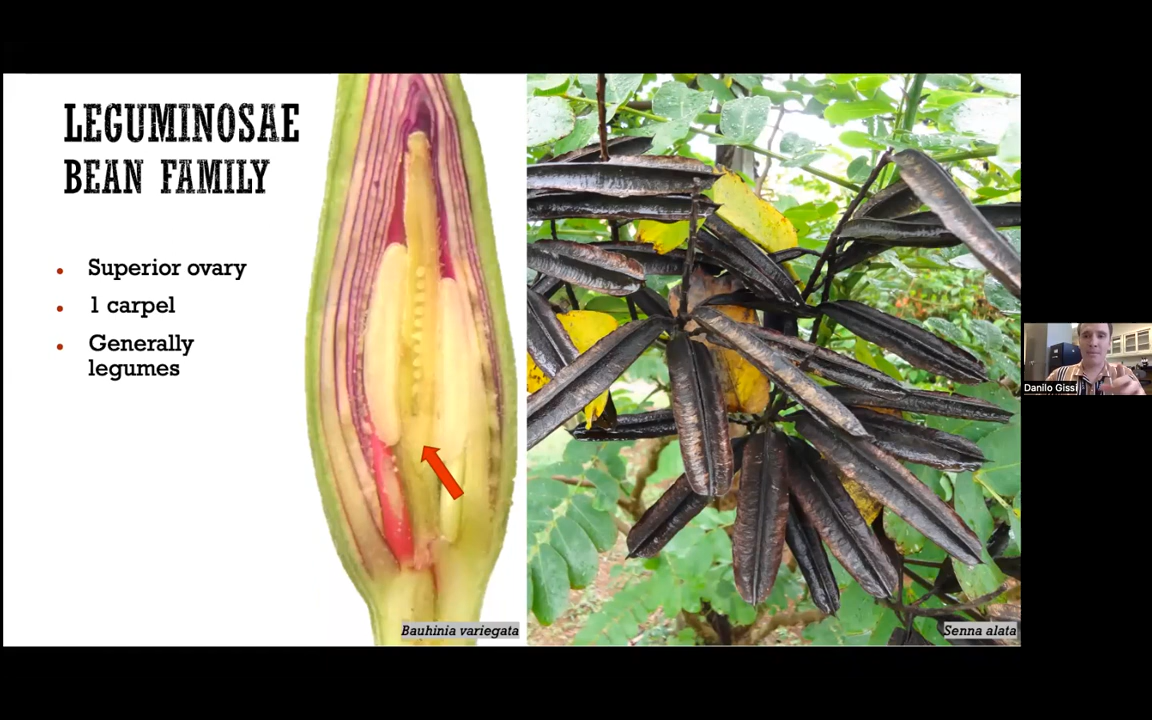 LEGUMINOSAE
BEAN FAMILY
• Superior ovary
• 1 carpel
• Generally
legumes
Bauhinia variegata
Senna alata
Danilo Gissi